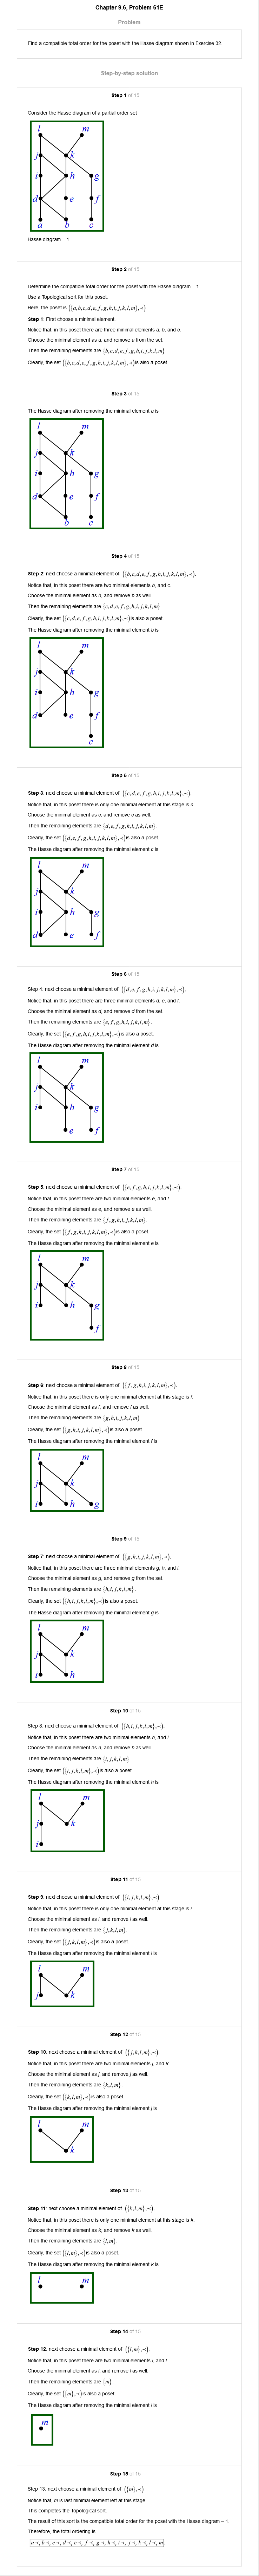 Chapter 9.6, Problem 61E
Problem
Find a compatible total order for the poset with the Hasse diagram shown in Exercise 32.
Step-by-step solution
Step 1 of 15
Consider the Hasse diagram of a partial order set
l m
j k
i h g
d e f
a b c
Hasse diagram – 1
Step 2 of 15
Determine the compatible total order for the poset with the Hasse diagram – 1.
Use a Topological sort for this poset.
Here, the poset is ({a,b,c,d,e,f,g,h,i,j,k,l,m},≺)
Step 1: First choose a minimal element.
Notice that, in this poset there are three minimal elements a, b, and c.
Choose the minimal element as a, and remove a from the set.
Then the remaining elements are {b,c,d,e,f,g,h,i,j,k,l,m}
Clearly, the set ({b,c,d,e,f,g,h,i,j,k,l,m},≺)is also a poset.
Step 3 of 15
The Hasse diagram after removing the minimal element a is
l m
j k
i h g
d e f
b c
Step 4 of 15
Step 2: next choose a minimal element of ({b,c,d,e,f,g,h,i,j,k,l,m},≺).
Notice that, in this poset there are two minimal elements b, and c.
Choose the minimal element as b, and remove b as well.
Then the remaining elements are {c,d,e,f,g,h,i,j,k,l,m}
Clearly, the set ({c,d,e,f,g,h,i,j,k,l,m},≺)is also a poset.
The Hasse diagram after removing the minimal element b is
l m
j k
i h g
d e f
c
Step 5 of 15
Step 3: next choose a minimal element of ({c,d,e,f,g,h,i,j,k,l,m},≺).
Notice that, in this poset there is only one minimal element at this stage is c.
Choose the minimal element as c, and remove c as well.
Then the remaining elements are {d,e,f,g,h,i,j,k,l,m}
Clearly, the set ({d,e,f,g,h,i,j,k,l,m},≺)is also a poset
The Hasse diagram after removing the minimal element c is
l m
j k
i h g
d e f
Step 6 of 15
Step 4: next choose a minimal element of ({d,e,f,g,h,i,j,k,l,m},≺).
Notice that, in this poset there are three minimal elements d, e, and f.
Choose the minimal element as d, and remove d from the set.
Then the remaining elements are {e,f,g,h,i,j,k,l,m}.
Clearly, the set ({e,f,g,h,i,j,k,l,m},≺)is also a poset.
The Hasse diagram after removing the minimal element d is
l m
j k
i h g
e f
Step 7 of 15
Step 5: next choose a minimal element of ({e,f,g,h,i,j,k,l,m},≺).
Notice that, in this poset there are two minimal elements e, and f.
Choose the minimal element as e, and remove e as well.
Then the remaining elements are {f,g,h,i,j,k,l,m}
Clearly, the set ({f,g,h,i,j,k,l,m},≺)is also a poset
The Hasse diagram after removing the minimal element e is
l m
j k
i h g
f
Step 8 of 15
Step 6: next choose a minimal element of ({f,g,h,i,j,k,l,m},≺).
Notice that, in this poset there is only one minimal element at this stage is f.
Choose the minimal element as f, and remove f as well.
Then the remaining elements are {g,h,i,j,k,l,m}.
Clearly, the set ({g,h,i,j,k,l,m},≺)is also a poset.
The Hasse diagram after removing the minimal element f is
l m
j k
i h g
Step 9 of 15
Step 7: next choose a minimal element of ({g,h,i,j,k,l,m},≺).
Notice that, in this poset there are three minimal elements g, h, and i.
Choose the minimal element as g, and remove g from the set.
Then the remaining elements are {h,i,j,k,l,m}.
Clearly, the set ({h,i,j,k,l,m},≺)is also a poset.
The Hasse diagram after removing the minimal element g is
l m
j k
i h
Step 10 of 15
Step 8: next choose a minimal element of ({h,i,j,k,l,m},≺).
Notice that, in this poset there are two minimal elements h, and i.
Choose the minimal element as h, and remove h as well.
Then the remaining elements are {i,j,k,l,m}.
Clearly, the set ({i,j,k,l,m},≺)is also a poset.
The Hasse diagram after removing the minimal element h is
l m
j k
i
Step 11 of 15
Step 9: next choose a minimal element of ({i,j,k,l,m},≺)
Notice that, in this poset there is only one minimal element at this stage is i.
Choose the minimal element as i, and remove i as well.
Then the remaining elements are {j,k,l,m}.
Clearly, the set ({j,k,l,m},≺)is also a poset.
The Hasse diagram after removing the minimal element i is
l m
j k
Step 12 of 15
Step 10: next choose a minimal element of ({j,k,l,m},≺).
Notice that, in this poset there are two minimal elements j, and k.
Choose the minimal element as j, and remove j as well.
Then the remaining elements are {k,l,m}
Clearly, the set ({k,l,m},≺)is also a poset.
The Hasse diagram after removing the minimal element j is
l m
k
Step 13 of 15
Step 11: next choose a minimal element of ({k,l,m},≺).
Notice that, in this poset there is only one minimal element at this stage is k.
Choose the minimal element as k, and remove k as well.
Then the remaining elements are {l,m}.
Clearly, the set ({l,m},≺)is also a poset.
The Hasse diagram after removing the minimal element k is
l m
Step 14 of 15
Step 12: next choose a minimal element of ({l,m},≺).
Notice that, in this poset there are two minimal elements l, and l.
Choose the minimal element as l, and remove l as well.
Then the remaining elements are {m}.
Clearly, the set ({m},≺)is also a poset.
The Hasse diagram after removing the minimal element l is
m
Step 15 of 15
Step 13: next choose a minimal element of ({m},≺)
Notice that, m is last minimal element left at this stage.
This completes the Topological sort.
The result of this sort is the compatible total order for the poset with the Hasse diagram – 1.
Therefore, the total ordering is
a ≺ₜ b ≺ₜ c ≺ₜ d ≺ₜ e ≺ₜ f ≺ₜ g ≺ₜ h ≺ₜ i ≺ₜ j ≺ₜ k ≺ₜ l ≺ₜ m